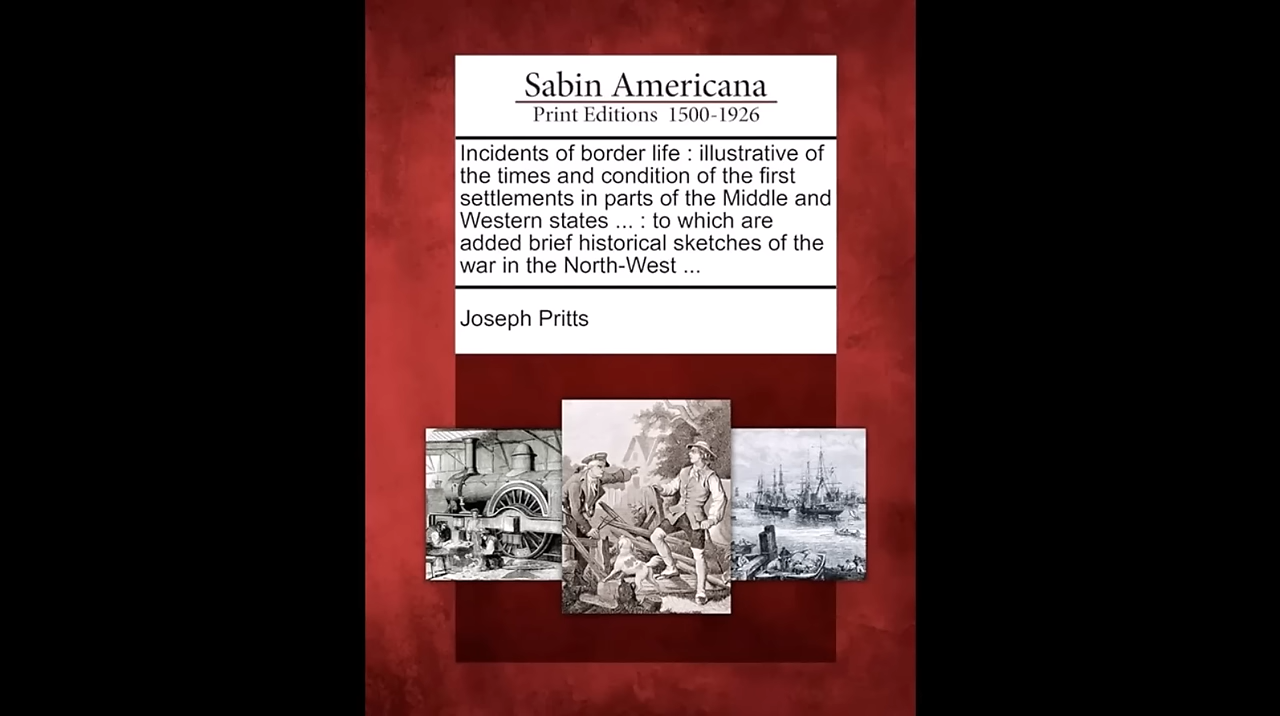 Sabin Americana
Print Editions 1500-1926
Incidents of border life : illustrative of
the times and condition of the first
settlements in parts of the Middle and
Western states ... : to which are
added brief historical sketches of the
war in the North-West ...
Joseph Pritts